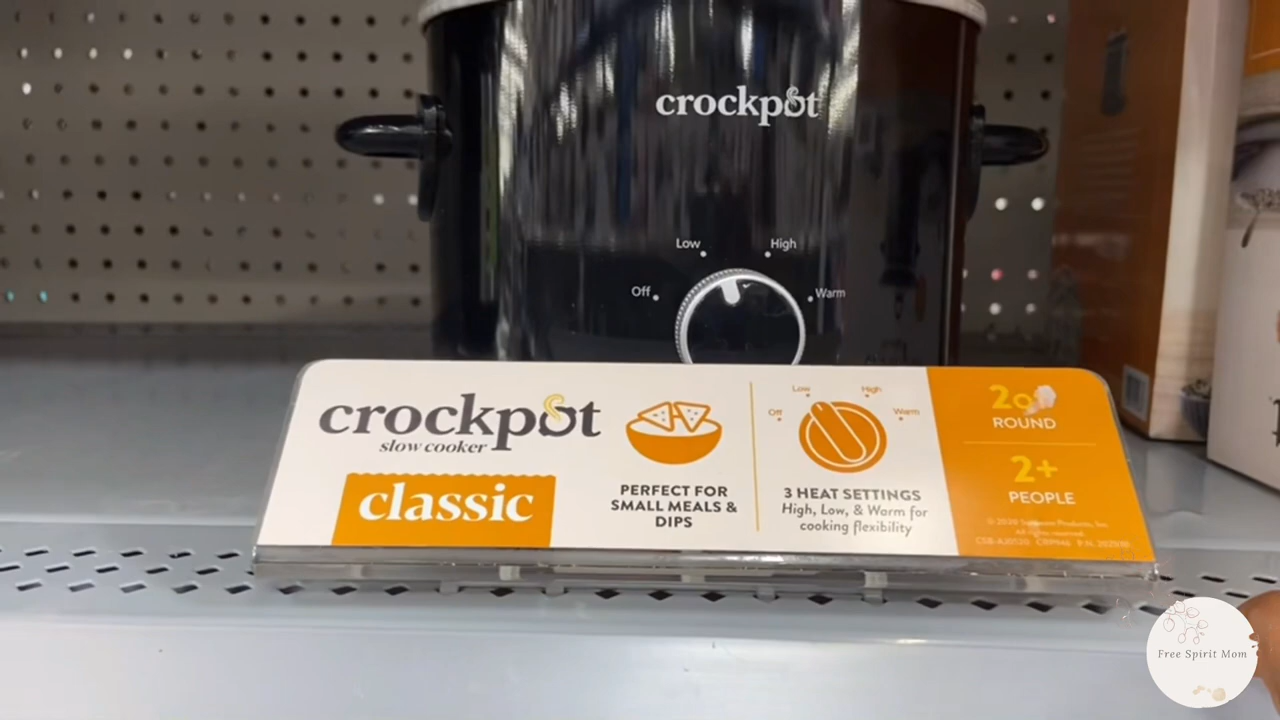 crockpot
Low
High
Off
Warm
crockpot
slow cooker
classic
PERFECT FOR
SMALL MEALS &
DIPS
Low
High
Off
Warm
3 HEAT SETTINGS
High, Low, & Warm for
cooking flexibility
ROUND
2+
PEOPLE
All rights reserved.
Free Spirit Mom